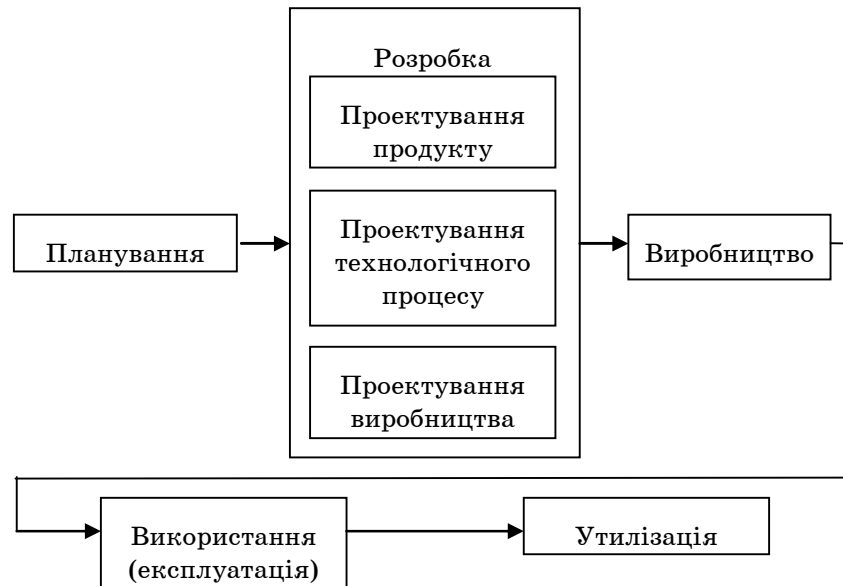 Розробка
Проектування
продукту
Планування
Проектування
технологічного
процесу
Виробництво
Проектування
виробництва
Використання
(експлуатація)
Утилізація